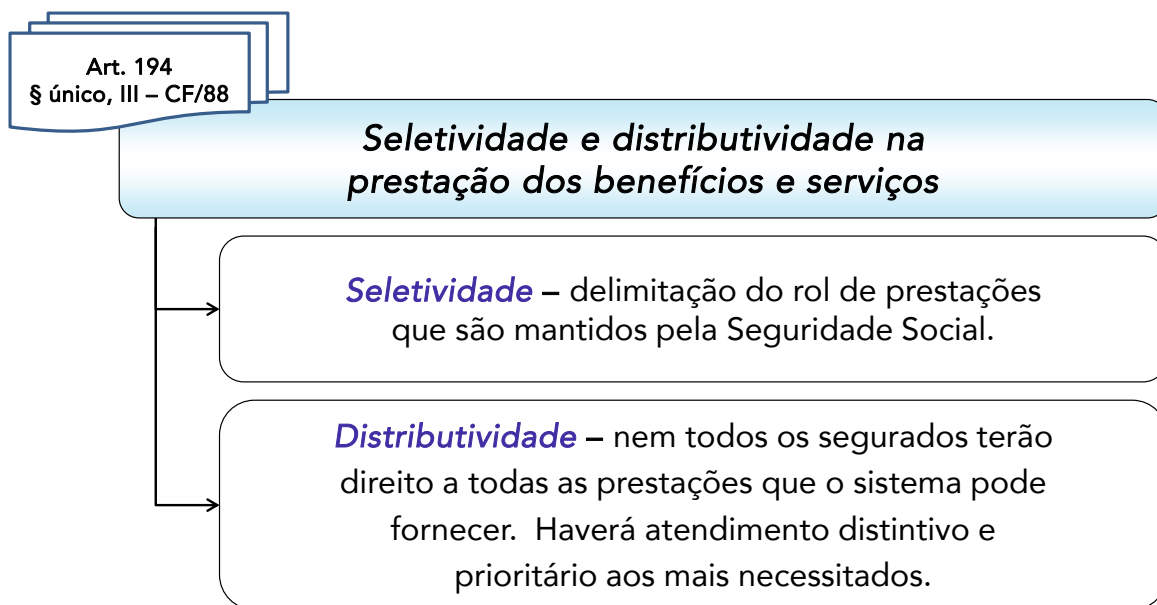 Art. 194
§ único, III – CF/88
Seletividade e distributividade na
prestação dos benefícios e serviços
Seletividade – delimitação do rol de prestações
que são mantidos pela Seguridade Social.
Distributividade – nem todos os segurados terão
direito a todas as prestações que o sistema pode
fornecer.  Haverá atendimento distintivo e
prioritário aos mais necessitados.